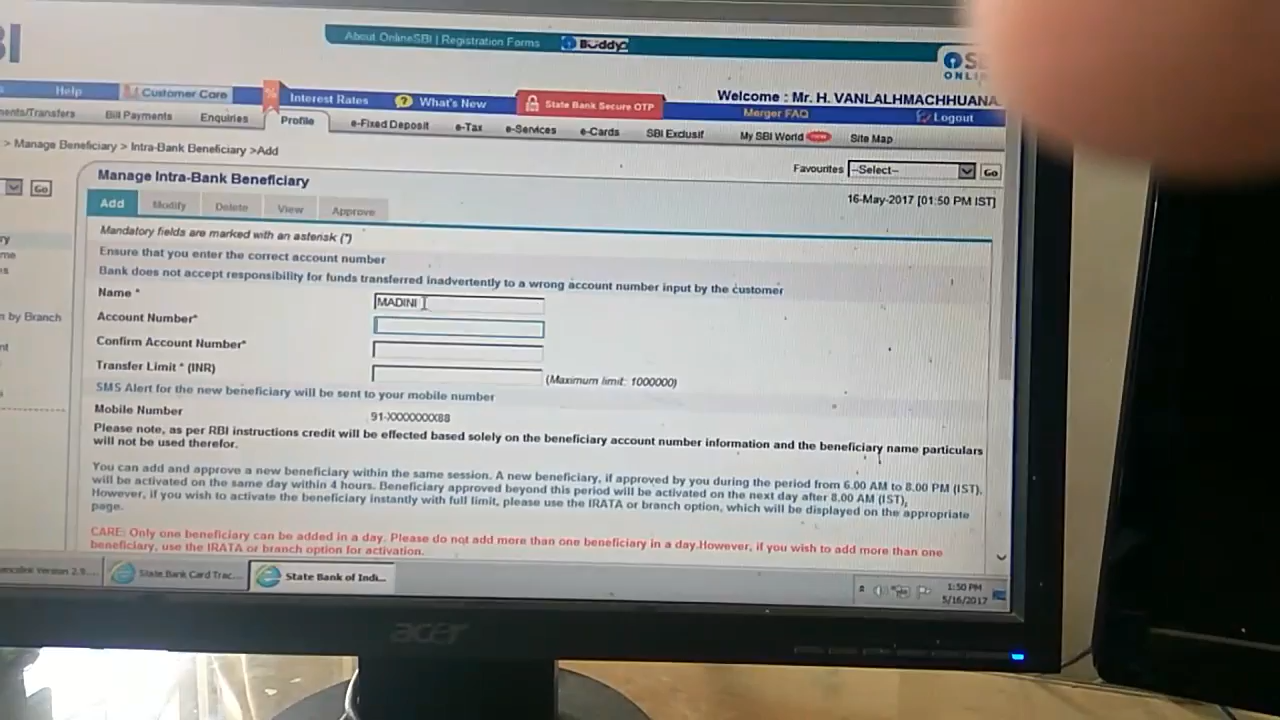 About OnlineSBI | Registration Forms Buddy
Help Customer Care Interest Rates ? What's New State Bank Secure OTP Welcome : Mr. H. VANLALHMACHHUANA
Merger FAQ Logout
Bill Payments Enquiries Profile e-Fixed Deposit e-Tax e-Services e-Cards SBI Exclusif My SBI World Site Map
> Manage Beneficiary > Intra-Bank Beneficiary >Add
Favourites --Select-- Go
Go
Manage Intra-Bank Beneficiary
16-May-2017 [01:50 PM IST]
Add Modify Delete View Approve
Mandatory fields are marked with an asterisk (*)
Ensure that you enter the correct account number
Bank does not accept responsibility for funds transferred inadvertently to a wrong account number input by the customer
Name * MADINI
Account Number*
Confirm Account Number*
Transfer Limit * (INR) (Maximum limit: 1000000)
SMS Alert for the new beneficiary will be sent to your mobile number
Mobile Number 91-XXXXXXXX88
Please note, as per RBI instructions credit will be effected based solely on the beneficiary account number information and the beneficiary name particulars
will not be used therefor.
You can add and approve a new beneficiary within the same session. A new beneficiary, if approved by you during the period from 6.00 AM to 8.00 PM (IST),
will be activated on the same day within 4 hours. Beneficiary approved beyond this period will be activated on the next day after 8.00 AM (IST),
However, if you wish to activate the beneficiary instantly with full limit, please use the IRATA or branch option, which will be displayed on the appropriate
page.
CARE: Only one beneficiary can be added in a day. Please do not add more than one beneficiary in a day.However, if you wish to add more than one
beneficiary, use the IRATA or branch option for activation.
by Branch
State Bank Card Trac... State Bank of Indi...
1:50 PM
5/16/2017
acer